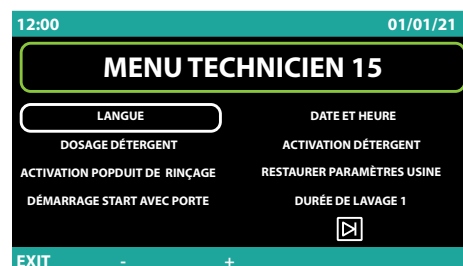 12:00 01/01/21
MENU TECHNICIEN 15
LANGUE DATE ET HEURE
DOSAGE DÉTERGENT ACTIVATION DÉTERGENT
ACTIVATION POPDUIT DE RINÇAGE RESTAURER PARAMÈTRES USINE
DÉMARRAGE START AVEC PORTE DURÉE DE LAVAGE 1
EXIT - +